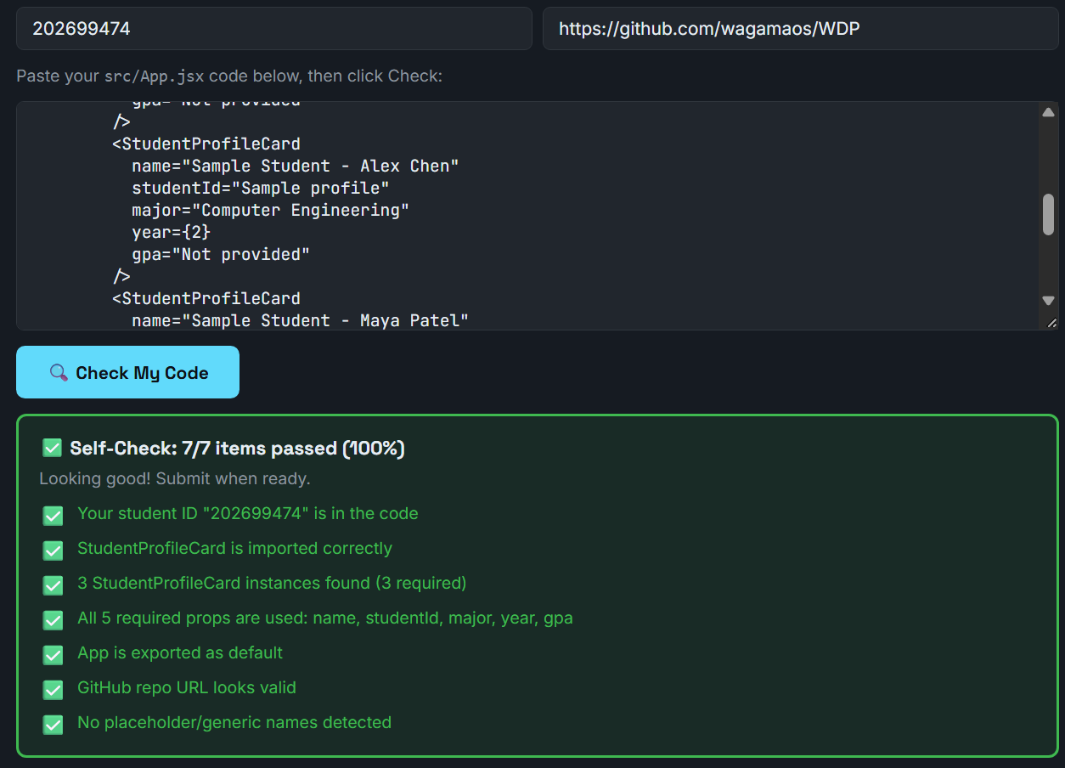 202699474
https://github.com/wagamaos/WDP
Paste your src/App.jsx code below, then click Check:
gpa="Not provided"
/>
<StudentProfileCard
name="Sample Student - Alex Chen"
studentId="Sample profile"
major="Computer Engineering"
year={2}
gpa="Not provided"
/>
<StudentProfileCard
name="Sample Student - Maya Patel"
Check My Code
Self-Check: 7/7 items passed (100%)
Looking good! Submit when ready.
Your student ID "202699474" is in the code
StudentProfileCard is imported correctly
3 StudentProfileCard instances found (3 required)
All 5 required props are used: name, studentId, major, year, gpa
App is exported as default
GitHub repo URL looks valid
No placeholder/generic names detected